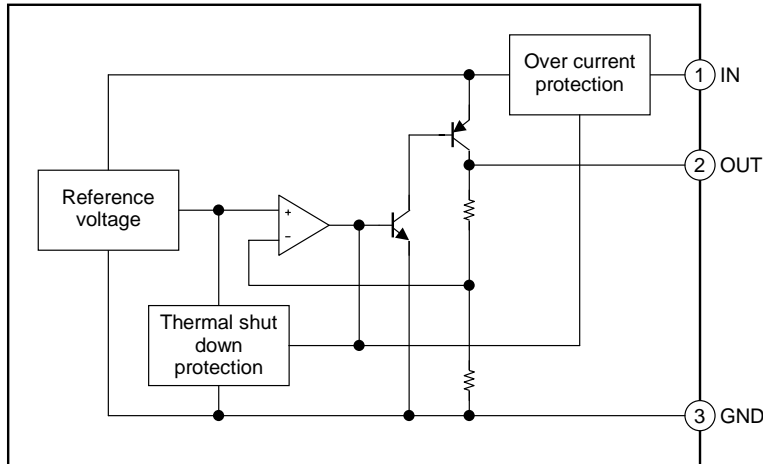 Over current
protection
1 IN
2 OUT
Reference
voltage
+
−
Thermal shut
down
protection
3 GND